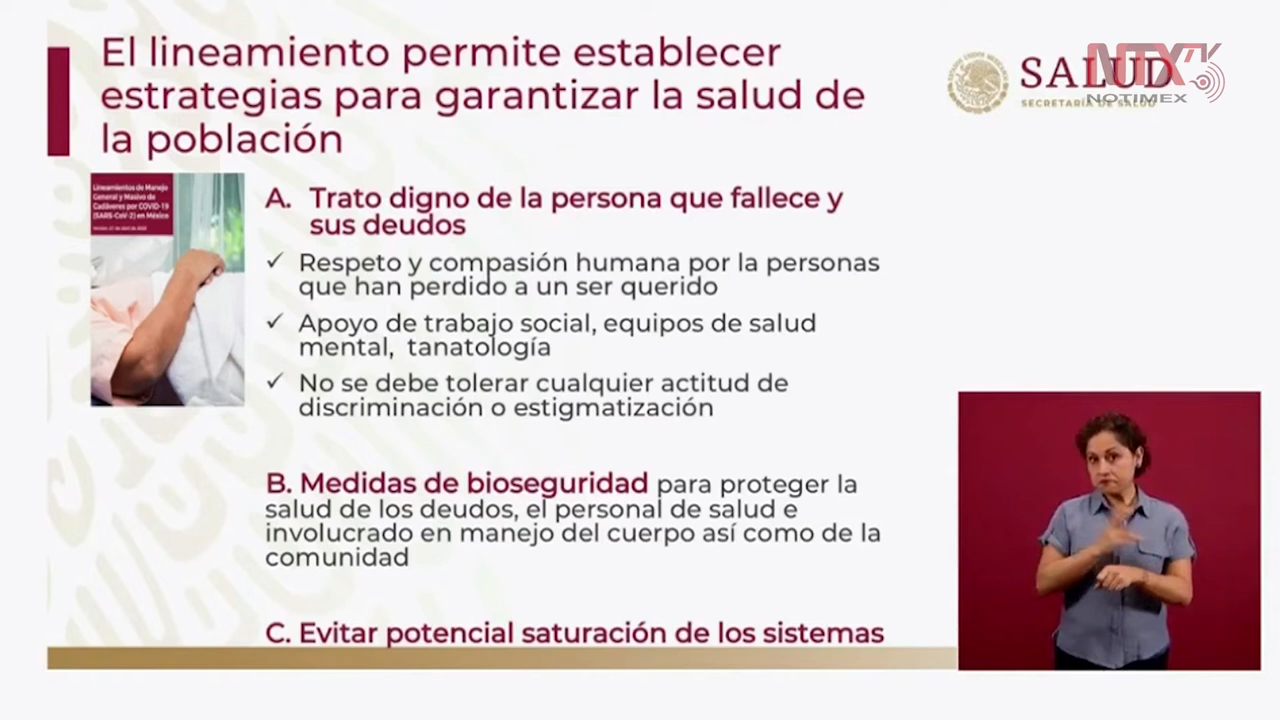 El lineamiento permite establecer
estrategias para garantizar la salud de
la población
SALUD
SECRETARÍA DE SALUD
NTX TV
NOTIMEX
Lineamientos de Manejo
General y Masivo de
Cadáveres por COVID-19
(SARS-CoV-2) en México
A. Trato digno de la persona que fallece y
sus deudos
✓ Respeto y compasión humana por la personas
que han perdido a un ser querido
✓ Apoyo de trabajo social, equipos de salud
mental, tanatología
✓ No se debe tolerar cualquier actitud de
discriminación o estigmatización
B. Medidas de bioseguridad para proteger la
salud de los deudos, el personal de salud e
involucrado en manejo del cuerpo así como de la
comunidad
C. Evitar potencial saturación de los sistemas